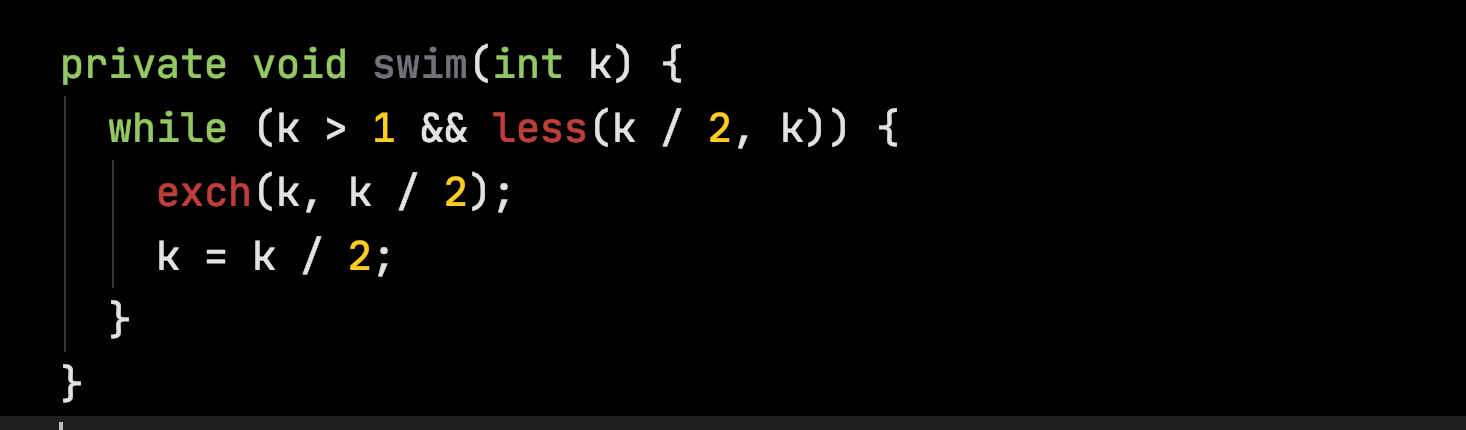 private void swim(int k) {
  while (k > 1 && less(k / 2, k)) {
    exch(k, k / 2);
    k = k / 2;
  }
}